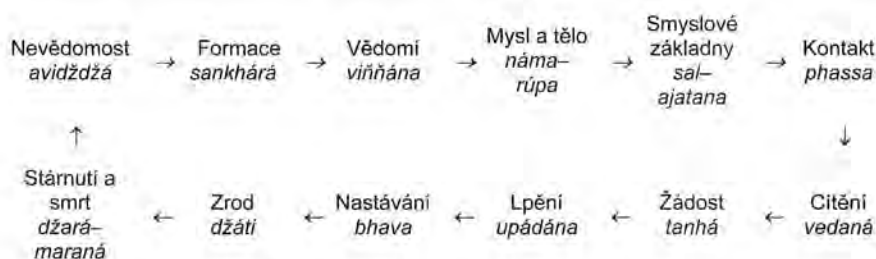 Nevědomost
avidždžá
Formace
sankhárá
Vědomí
viññána
Mysl a tělo
náma–
rúpa
Smyslové
základny
sal–
ajatana
Kontakt
phassa
Stárnutí a
smrt
džará–
maraná
Zrod
džáti
Nastávání
bhava
Lpění
upádána
Žádost
tanhá
Cítění
vedaná